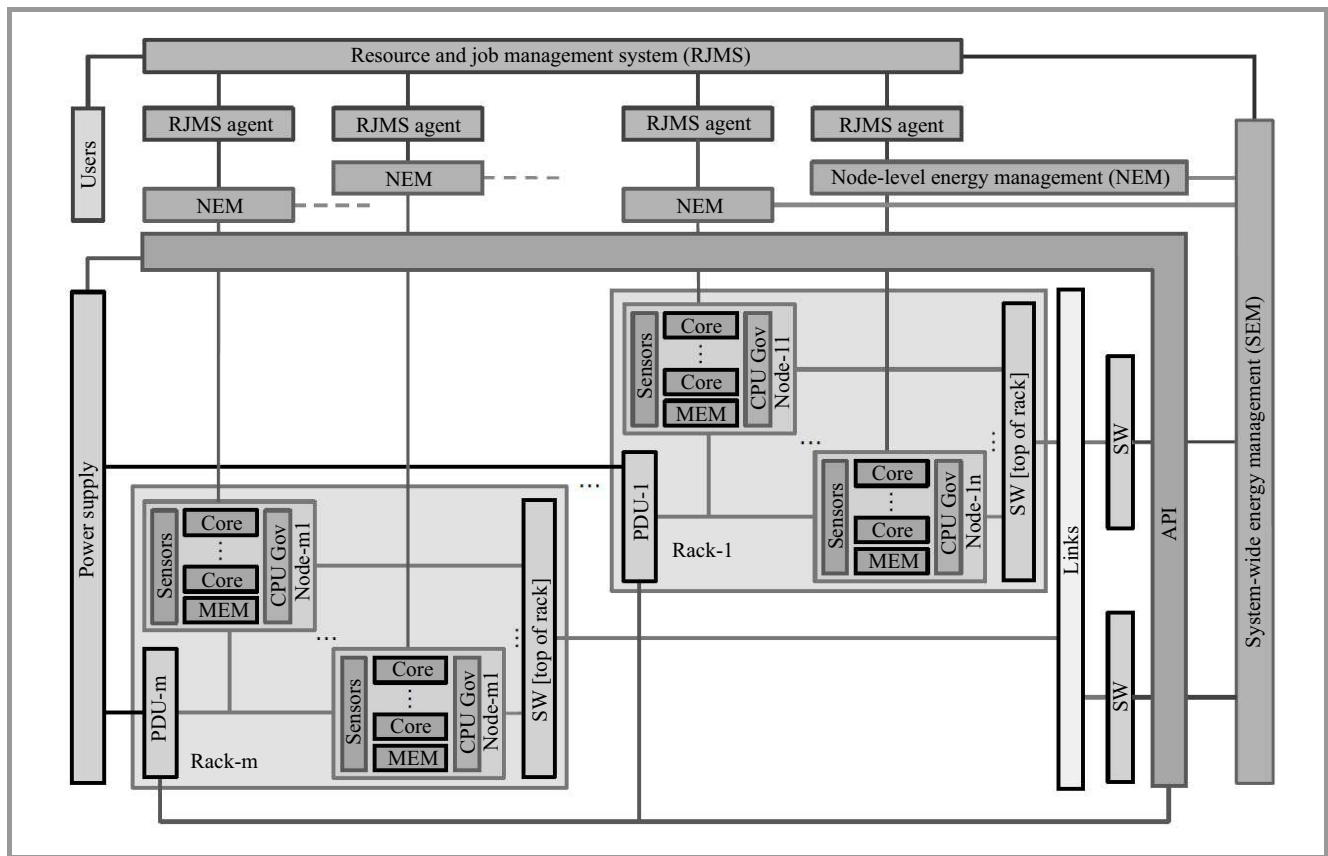 Resource and job management system (RJMS)
Users
RJMS agent
RJMS agent
RJMS agent
RJMS agent
NEM
NEM
NEM
Node-level energy management (NEM)
System-wide energy management (SEM)
API
Power supply
Sensors
Core
⋮
Core
MEM
CPU Gov
Node-11
...
Sensors
Core
⋮
Core
MEM
CPU Gov
Node-1n
...
SW [top of rack]
PDU-1
Rack-1
Links
SW
SW
...
Sensors
Core
⋮
Core
MEM
CPU Gov
Node-m1
...
Sensors
Core
⋮
Core
MEM
CPU Gov
Node-m1
...
SW [top of rack]
PDU-m
Rack-m